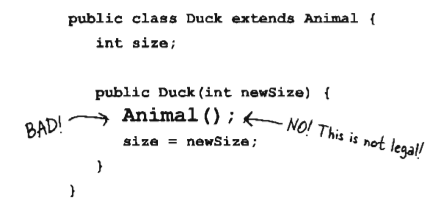 public class Duck extends Animal {
int size;
public Duck(int newSize) {
BAD! Animal(); NO! This is not legal!
size = newSize;
}
}